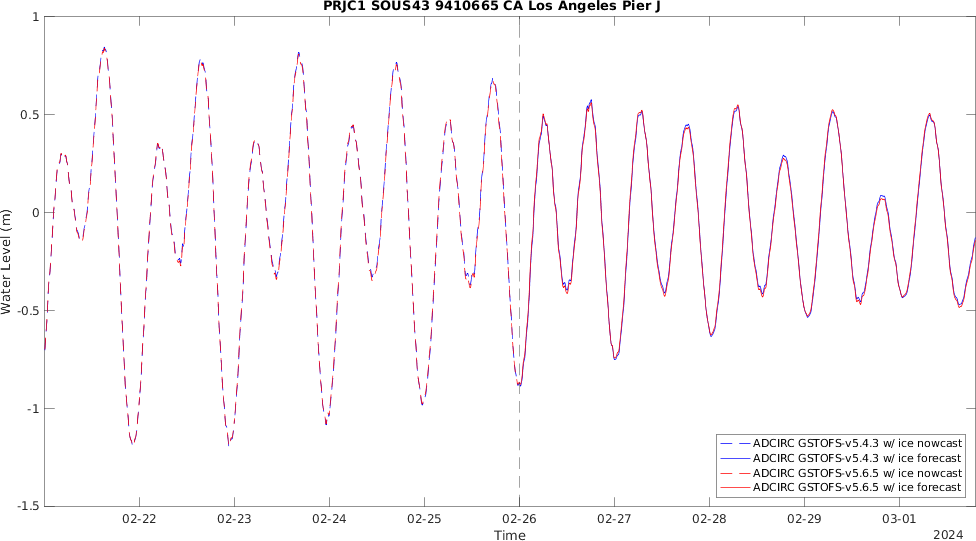 PRJC1 SOUS43 9410665 CA Los Angeles Pier J
Water Level (m)
1
0.5
0
-0.5
-1
-1.5
ADCIRC GSTOFS-v5.4.3 w/ ice nowcast
ADCIRC GSTOFS-v5.4.3 w/ ice forecast
ADCIRC GSTOFS-v5.6.5 w/ ice nowcast
ADCIRC GSTOFS-v5.6.5 w/ ice forecast
02-22 02-23 02-24 02-25 02-26 02-27 02-28 02-29 03-01
Time
2024